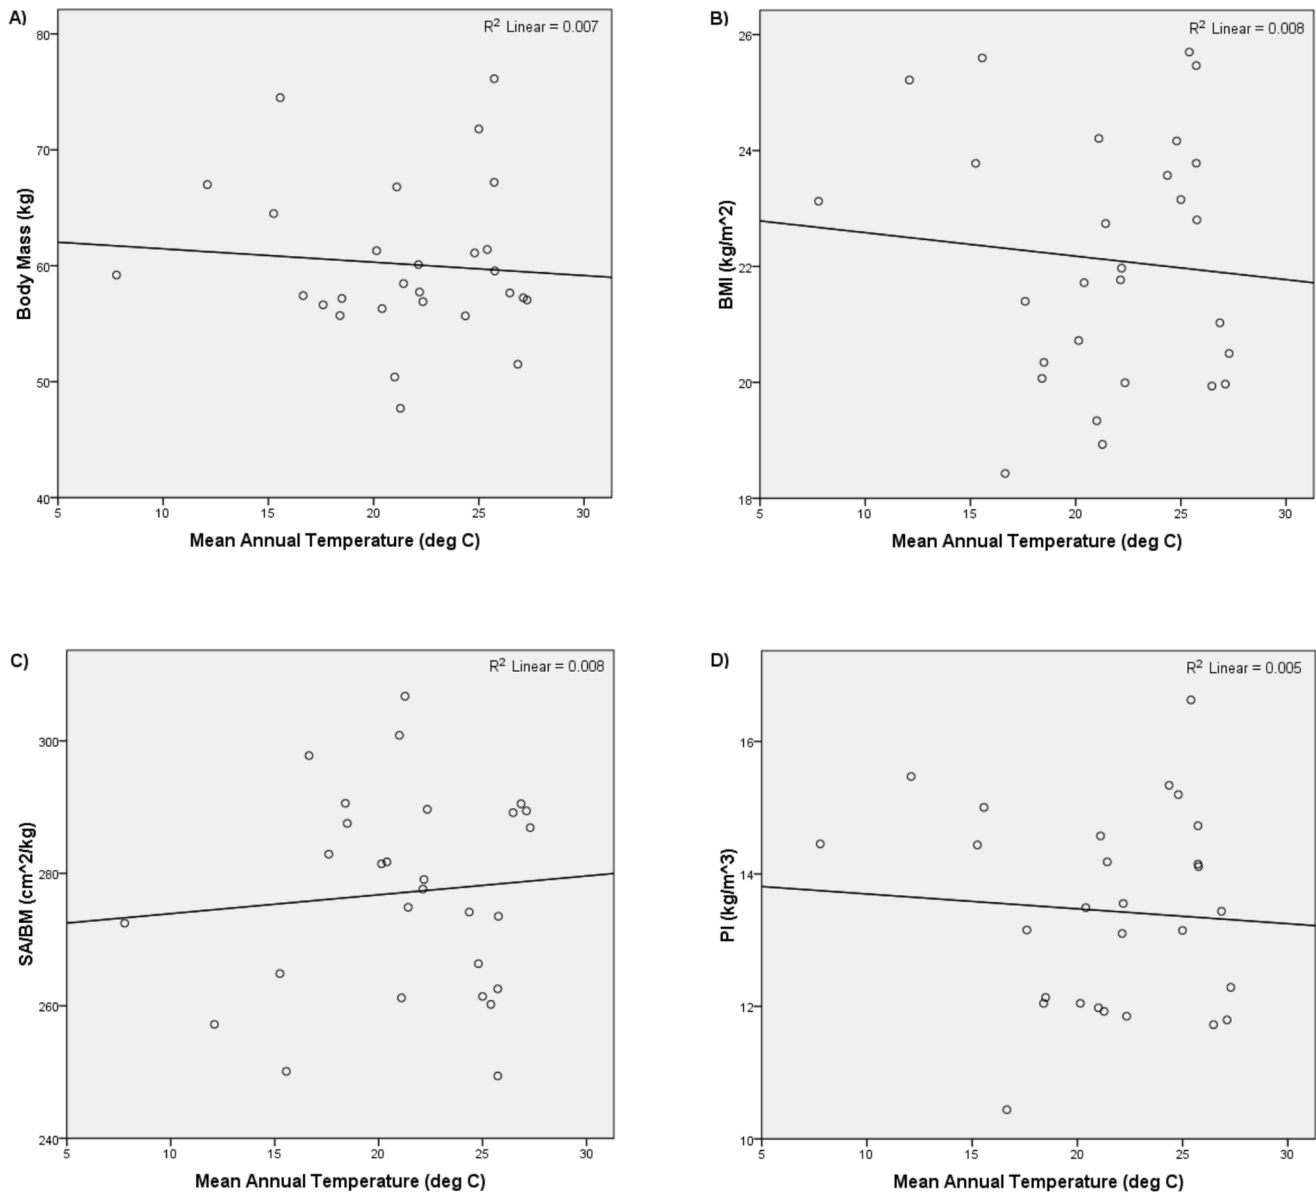 A)
R² Linear = 0.007
80
70
60
50
40
Body Mass (kg)
5 10 15 20 25 30
Mean Annual Temperature (deg C)
B)
R² Linear = 0.008
26
24
22
20
18
BMI (kg/m^2)
5 10 15 20 25 30
Mean Annual Temperature (deg C)
C)
R² Linear = 0.008
300
280
260
240
SA/BM (cm^2/kg)
5 10 15 20 25 30
Mean Annual Temperature (deg C)
D)
R² Linear = 0.005
16
14
12
10
PI (kg/m^3)
5 10 15 20 25 30
Mean Annual Temperature (deg C)